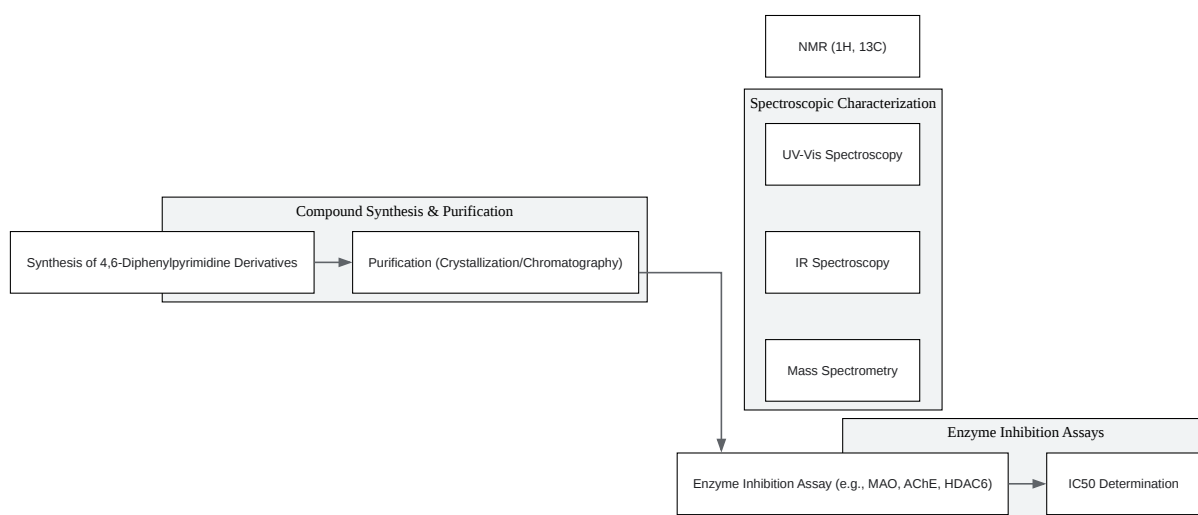 NMR (1H, 13C)
Spectroscopic Characterization
UV-Vis Spectroscopy
Compound Synthesis & Purification
Synthesis of 4,6-Diphenylpyrimidine Derivatives
Purification (Crystallization/Chromatography)
IR Spectroscopy
Mass Spectrometry
Enzyme Inhibition Assays
Enzyme Inhibition Assay (e.g., MAO, AChE, HDAC6)
IC50 Determination